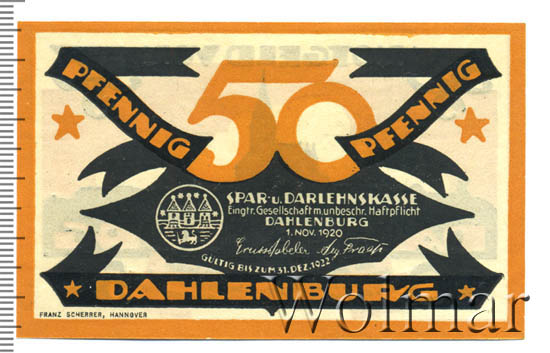 PFENNIG
50
PFENNIG
SPAR- u. DARLEHNSKASSE
Eingtr. Gesellschaft m. unbeschr. Haftpflicht
DAHLENBURG
1. NOV. 1920
GÜLTIG BIS ZUM 31. DEZ. 1922
DAHLENBURG
FRANZ SCHERRER, HANNOVER
Wolmar